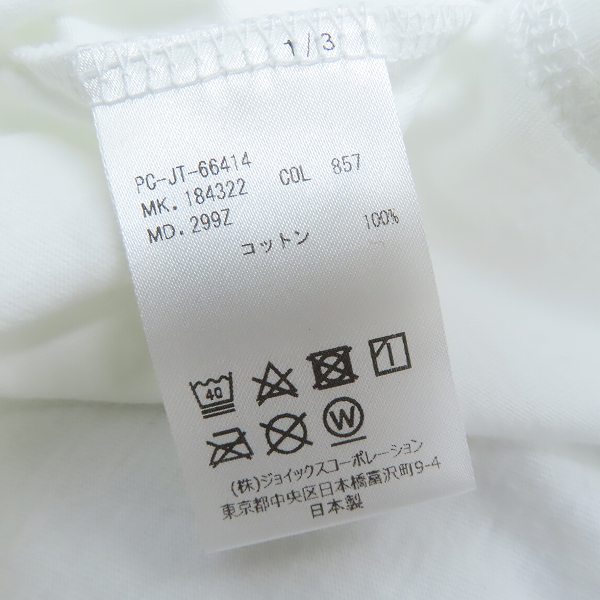 1/3
PC-JT-66414
MK. 184322 COL 857
MD. 299Z
コットン 100%
40
W
(株)ジョイックスコーポレーション
東京都中央区日本橋富沢町9-4
日本製